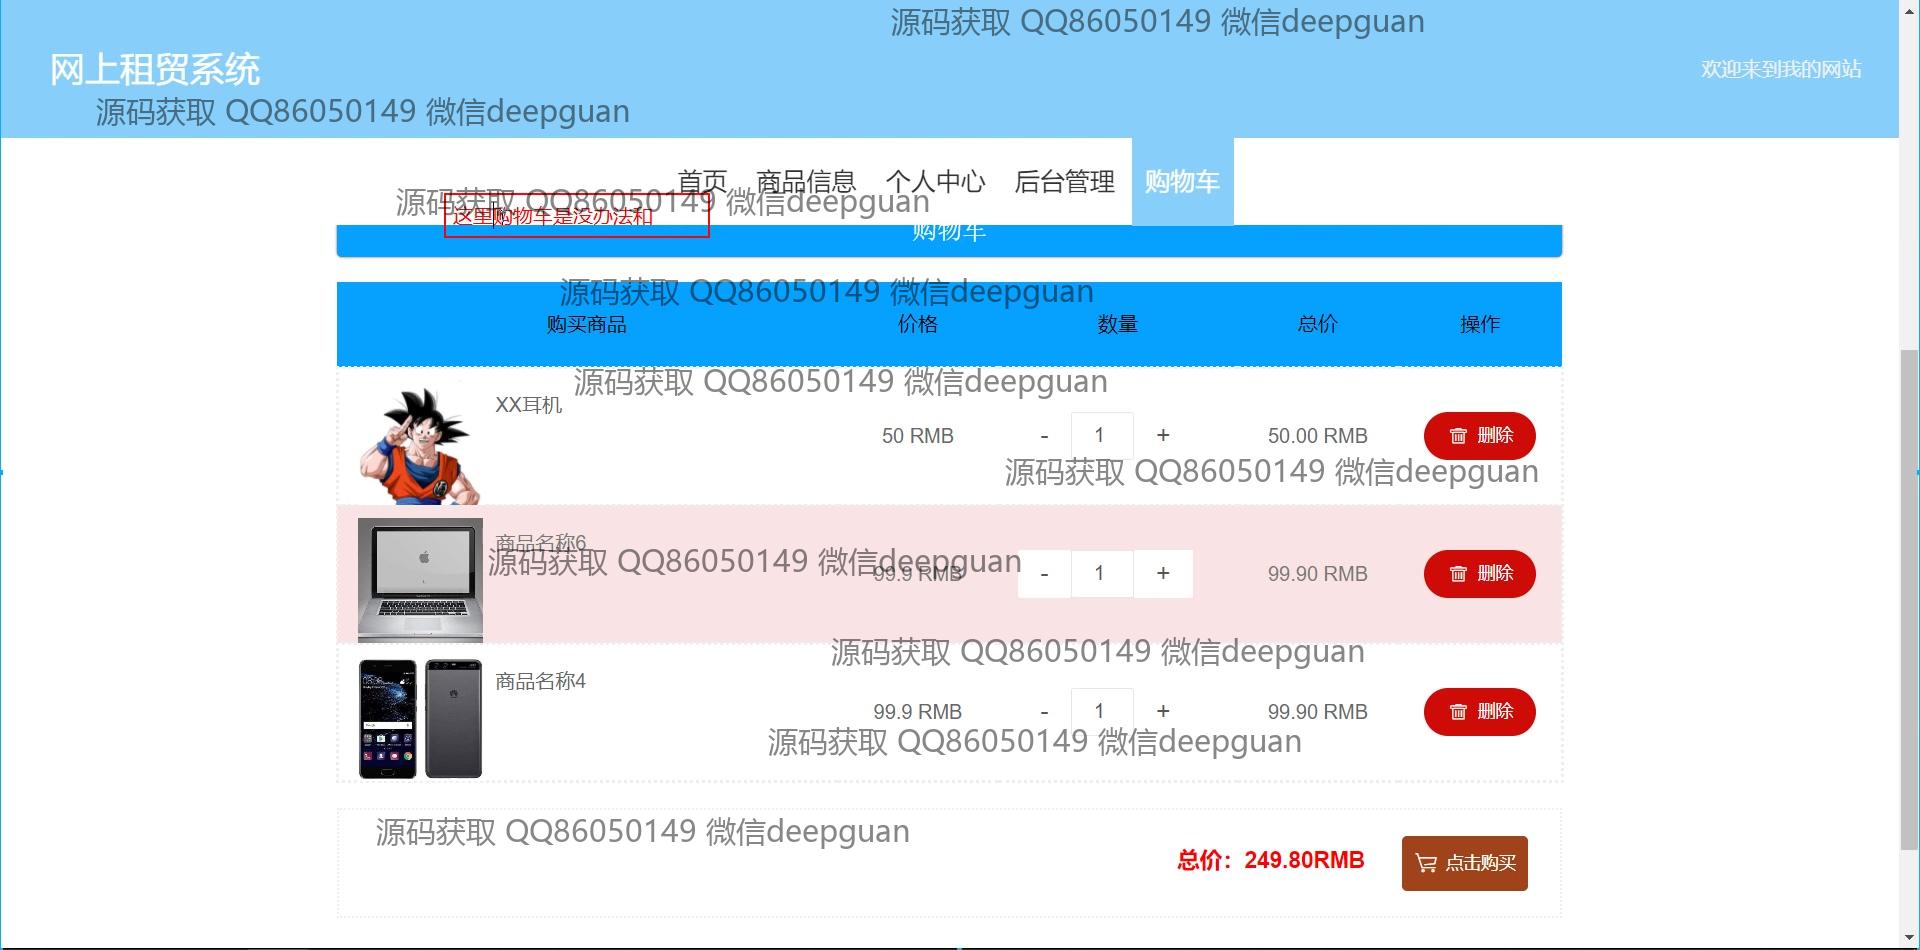 源码获取 QQ86050149 微信deepguan
网上租贸系统
欢迎来到我的网站
源码获取 QQ86050149 微信deepguan
首页 商品信息 个人中心 后台管理 购物车
源码获取 QQ86050149 微信deepguan
这里购物车是没办法和
购物车
源码获取 QQ86050149 微信deepguan
购买商品 价格 数量 总价 操作
源码获取 QQ86050149 微信deepguan
XX耳机
50 RMB - 1 + 50.00 RMB 删除
源码获取 QQ86050149 微信deepguan
商品名称6
源码获取 QQ86050149 微信deepguan
99.9 RMB - 1 + 99.90 RMB 删除
源码获取 QQ86050149 微信deepguan
商品名称4
99.9 RMB - 1 + 99.90 RMB 删除
源码获取 QQ86050149 微信deepguan
源码获取 QQ86050149 微信deepguan
总价：249.80RMB 点击购买